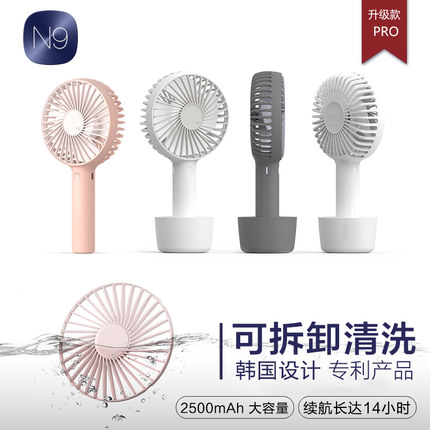 N9
升级款
PRO
可拆卸清洗
韩国设计 专利产品
2500mAh 大容量
续航长达14小时